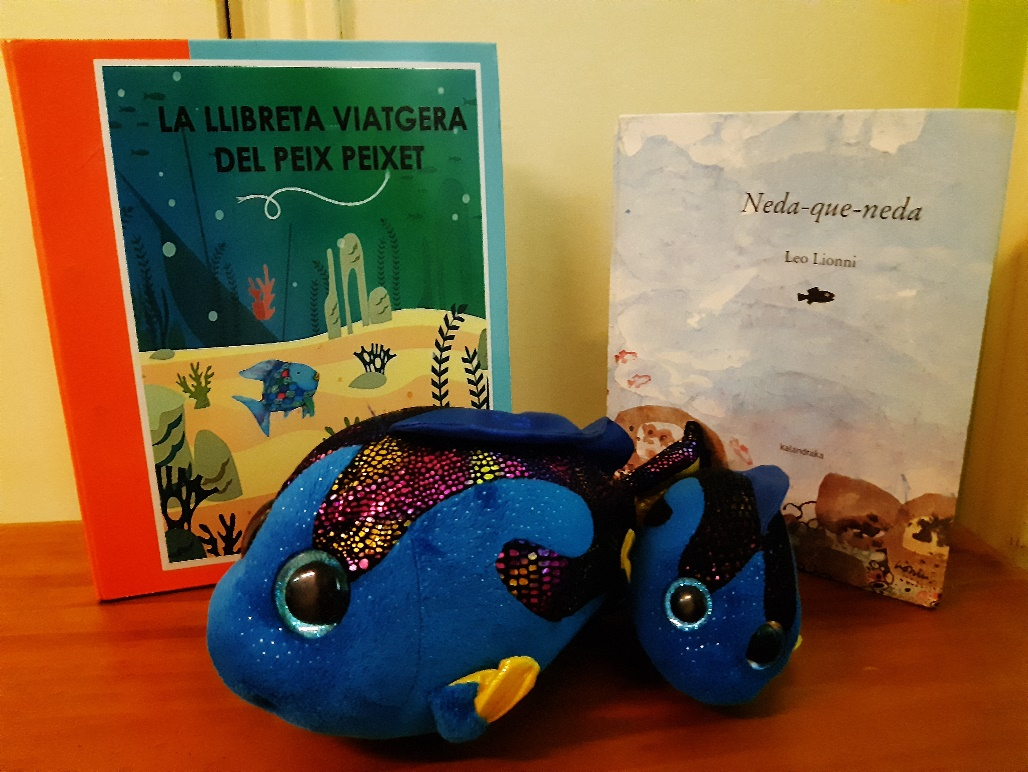 LA LLIBRETA VIATGERA
DEL PEIX PEIXET
Neda-que-neda
Leo Lionni
kalandraka